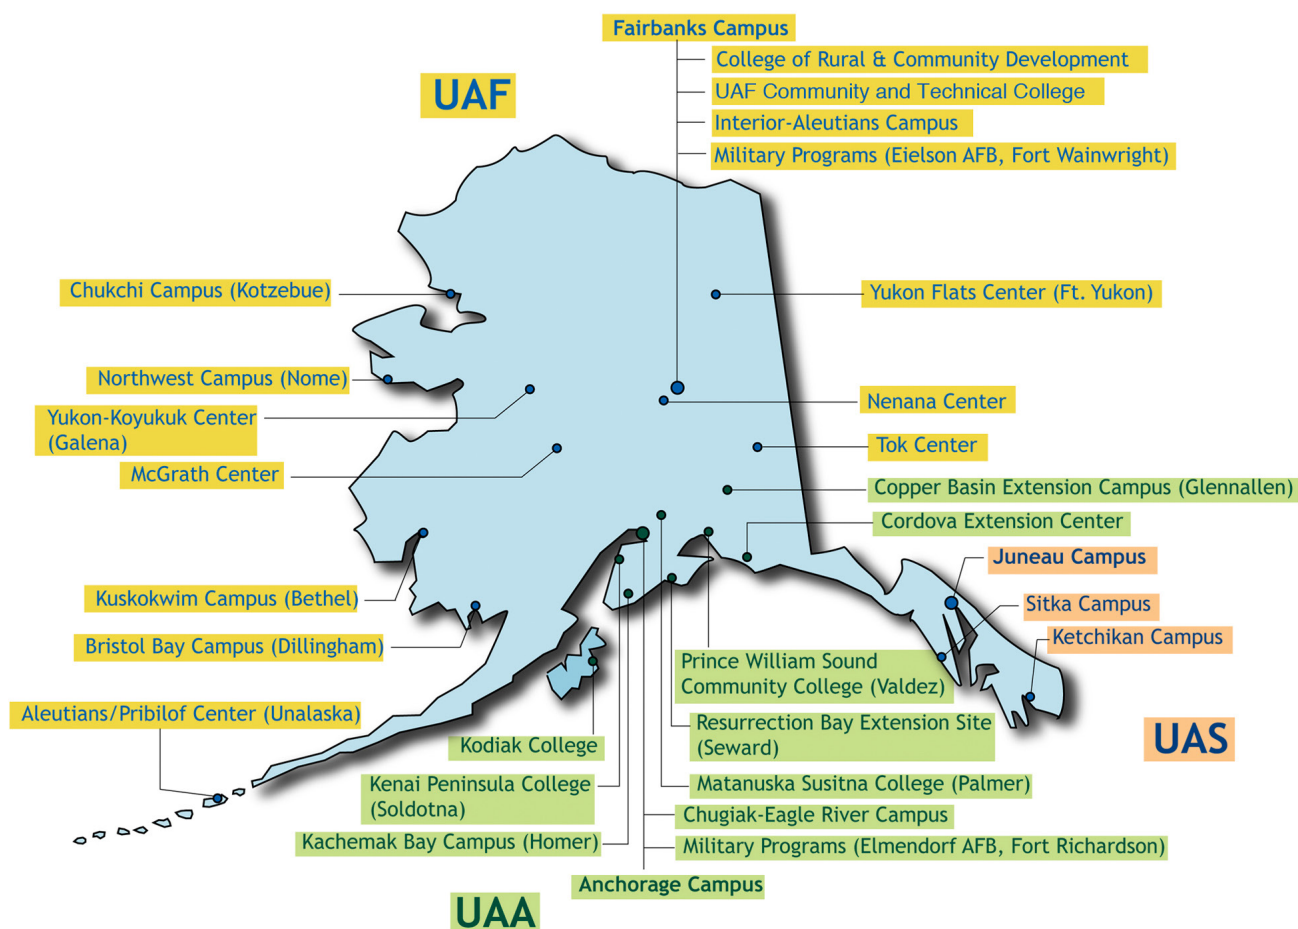 Fairbanks Campus
College of Rural & Community Development
UAF
UAF Community and Technical College
Interior-Aleutians Campus
Military Programs (Eielson AFB, Fort Wainwright)
Chukchi Campus (Kotzebue)
Yukon Flats Center (Ft. Yukon)
Northwest Campus (Nome)
Nenana Center
Yukon-Koyukuk Center
(Galena)
Tok Center
McGrath Center
Copper Basin Extension Campus (Glennallen)
Cordova Extension Center
Juneau Campus
Kuskokwim Campus (Bethel)
Sitka Campus
Ketchikan Campus
Bristol Bay Campus (Dillingham)
Prince William Sound
Community College (Valdez)
Aleutians/Pribilof Center (Unalaska)
Resurrection Bay Extension Site
(Seward)
UAS
Kodiak College
Kenai Peninsula College
(Soldotna)
Matanuska Susitna College (Palmer)
Chugiak-Eagle River Campus
Kachemak Bay Campus (Homer)
Military Programs (Elmendorf AFB, Fort Richardson)
Anchorage Campus
UAA